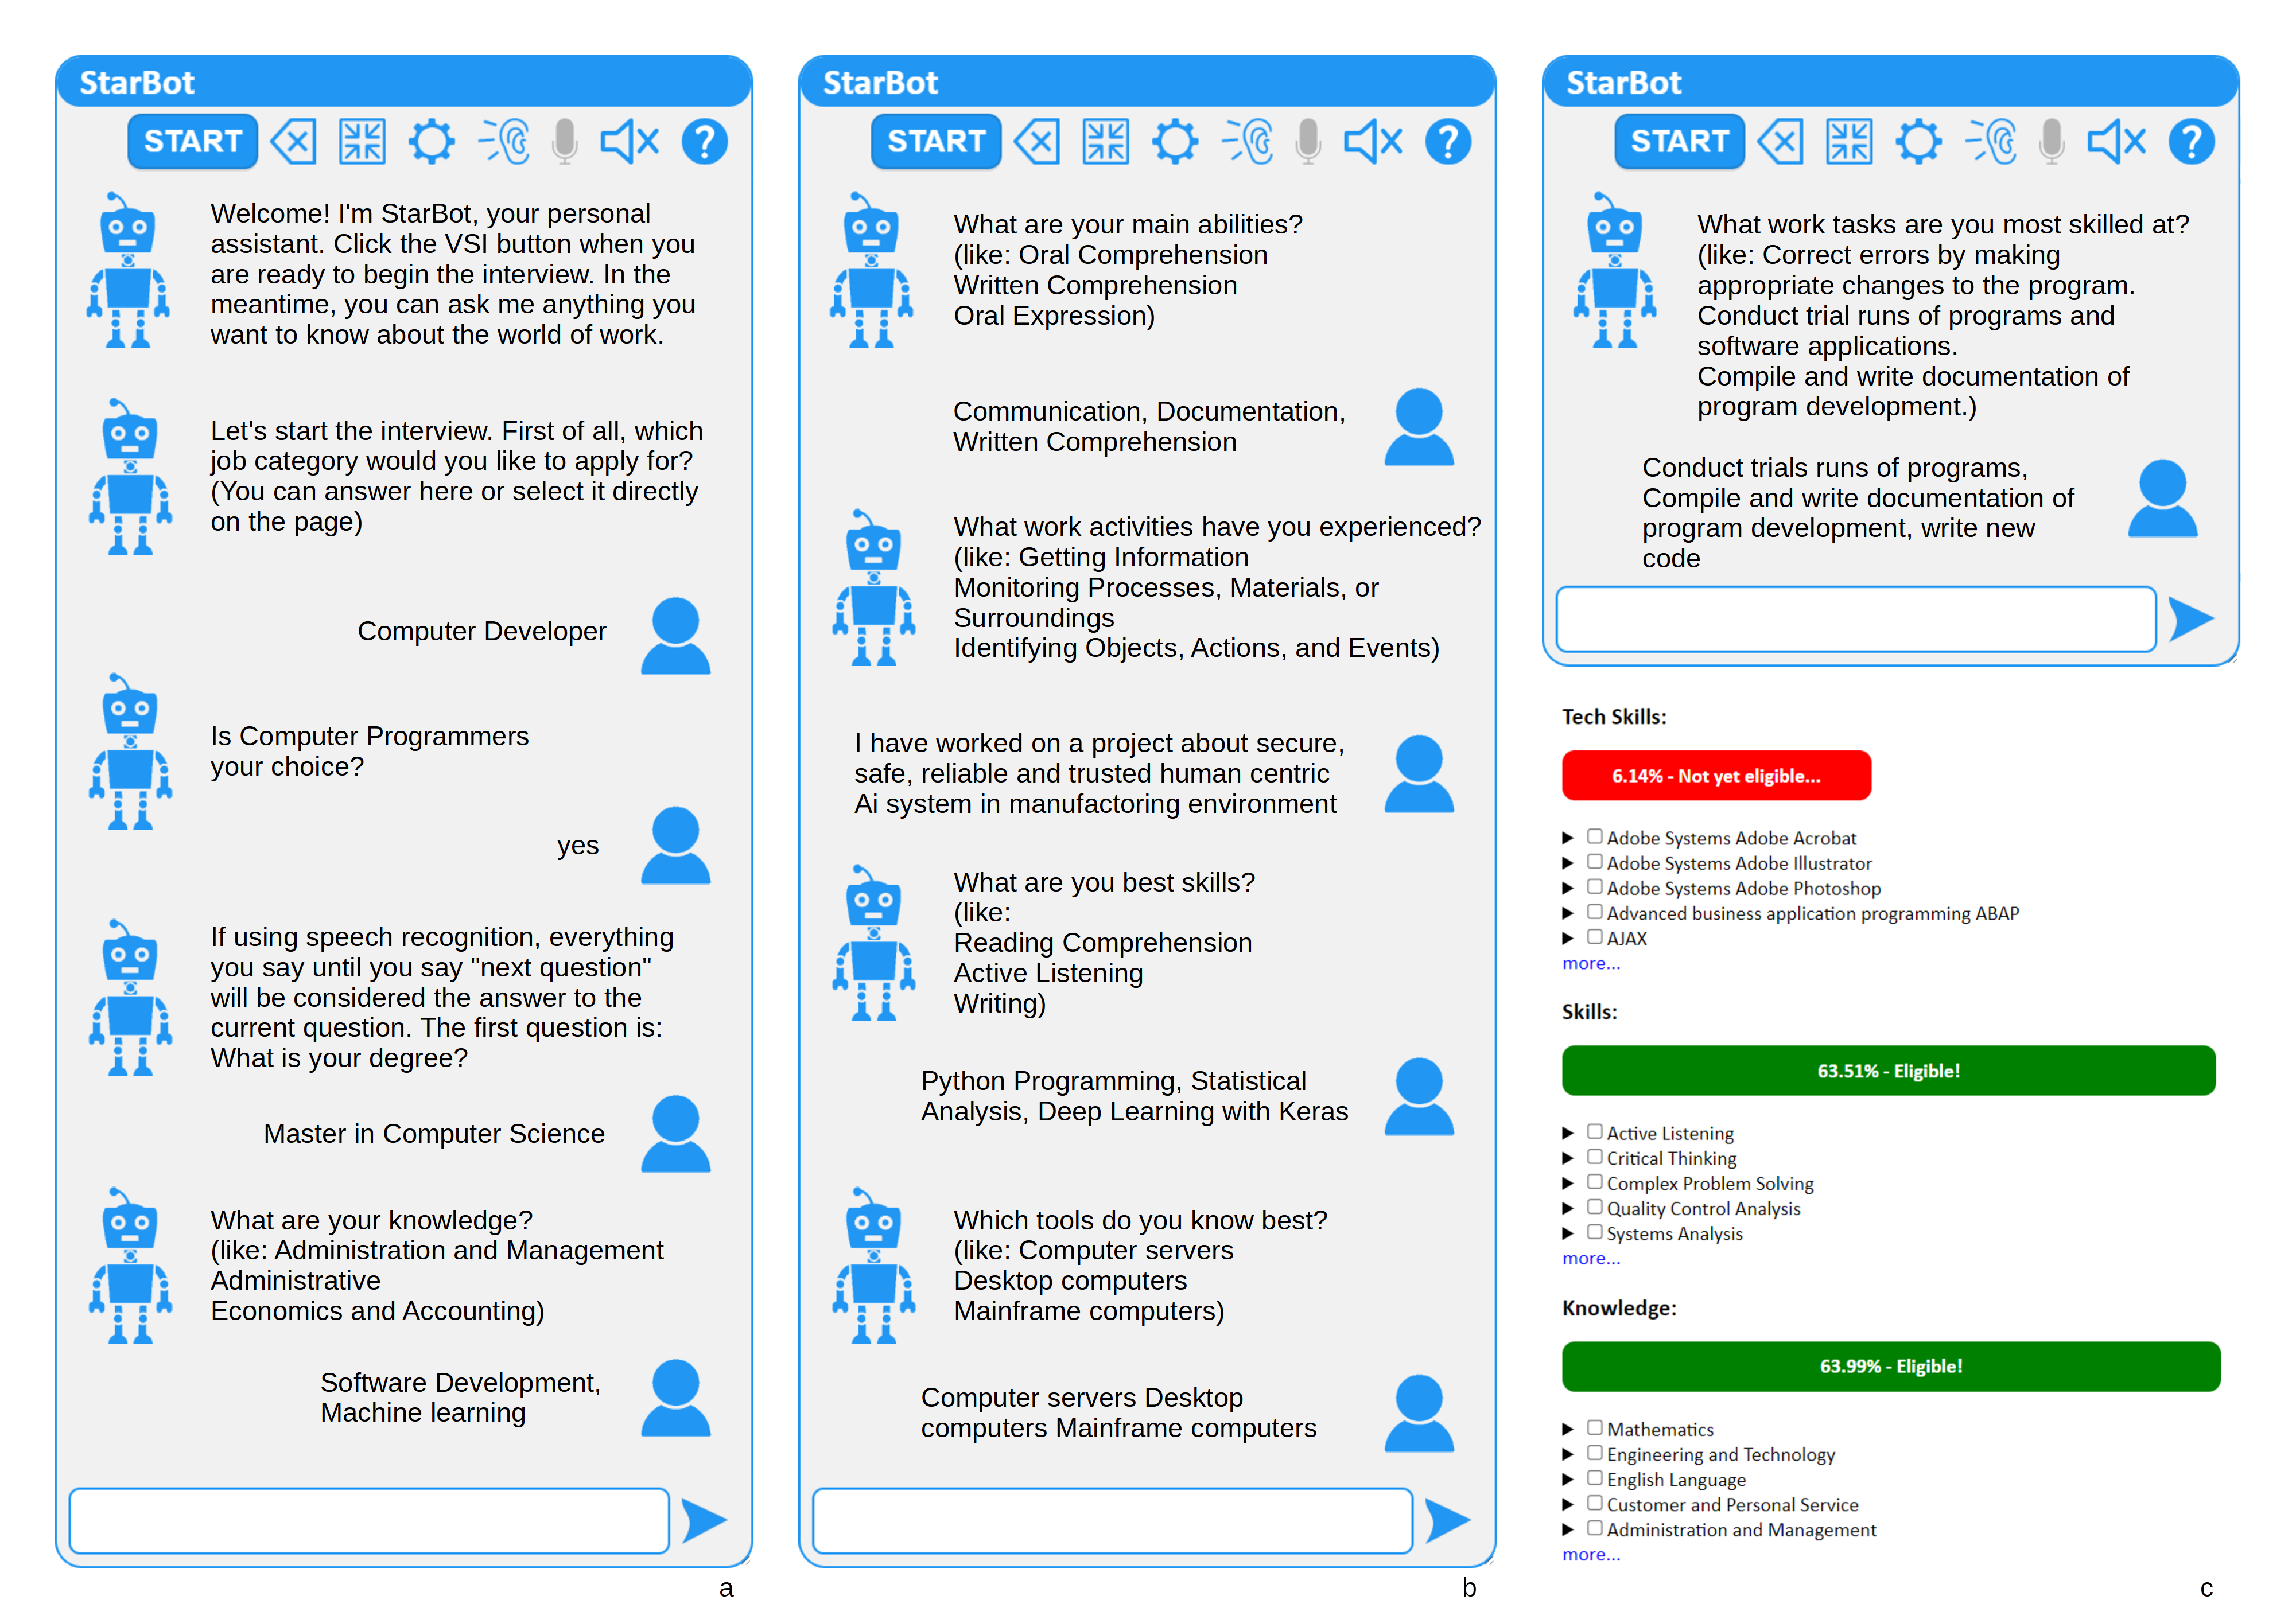 StarBot
START
?
Welcome! I'm StarBot, your personal
assistant. Click the VSI button when you
are ready to begin the interview. In the
meantime, you can ask me anything you
want to know about the world of work.
Let's start the interview. First of all, which
job category would you like to apply for?
(You can answer here or select it directly
on the page)
Computer Developer
Is Computer Programmers
your choice?
yes
If using speech recognition, everything
you say until you say "next question"
will be considered the answer to the
current question. The first question is:
What is your degree?
Master in Computer Science
What are your knowledge?
(like: Administration and Management
Administrative
Economics and Accounting)
Software Development,
Machine learning
a
StarBot
START
?
What are your main abilities?
(like: Oral Comprehension
Written Comprehension
Oral Expression)
Communication, Documentation,
Written Comprehension
What work activities have you experienced?
(like: Getting Information
Monitoring Processes, Materials, or
Surroundings
Identifying Objects, Actions, and Events)
I have worked on a project about secure,
safe, reliable and trusted human centric
Ai system in manufactoring environment
What are you best skills?
(like:
Reading Comprehension
Active Listening
Writing)
Python Programming, Statistical
Analysis, Deep Learning with Keras
Which tools do you know best?
(like: Computer servers
Desktop computers
Mainframe computers)
Computer servers Desktop
computers Mainframe computers
b
StarBot
START
?
What work tasks are you most skilled at?
(like: Correct errors by making
appropriate changes to the program.
Conduct trial runs of programs and
software applications.
Compile and write documentation of
program development.)
Conduct trials runs of programs,
Compile and write documentation of
program development, write new
code
Tech Skills:
6.14% - Not yet eligible...
Adobe Systems Adobe Acrobat
Adobe Systems Adobe Illustrator
Adobe Systems Adobe Photoshop
Advanced business application programming ABAP
AJAX
more...
Skills:
63.51% - Eligible!
Active Listening
Critical Thinking
Complex Problem Solving
Quality Control Analysis
Systems Analysis
more...
Knowledge:
63.99% - Eligible!
Mathematics
Engineering and Technology
English Language
Customer and Personal Service
Administration and Management
more...
c